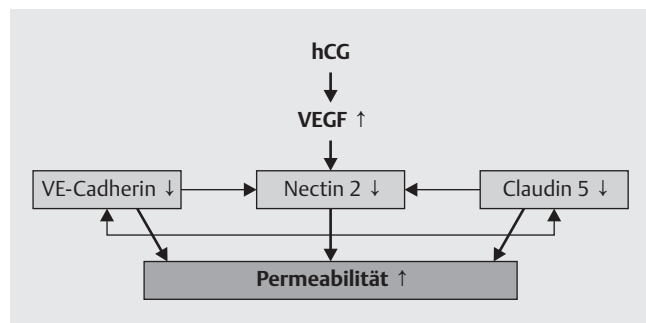 hCG
VEGF ↑
VE-Cadherin ↓ Nectin 2 ↓ Claudin 5 ↓
Permeabilität ↑